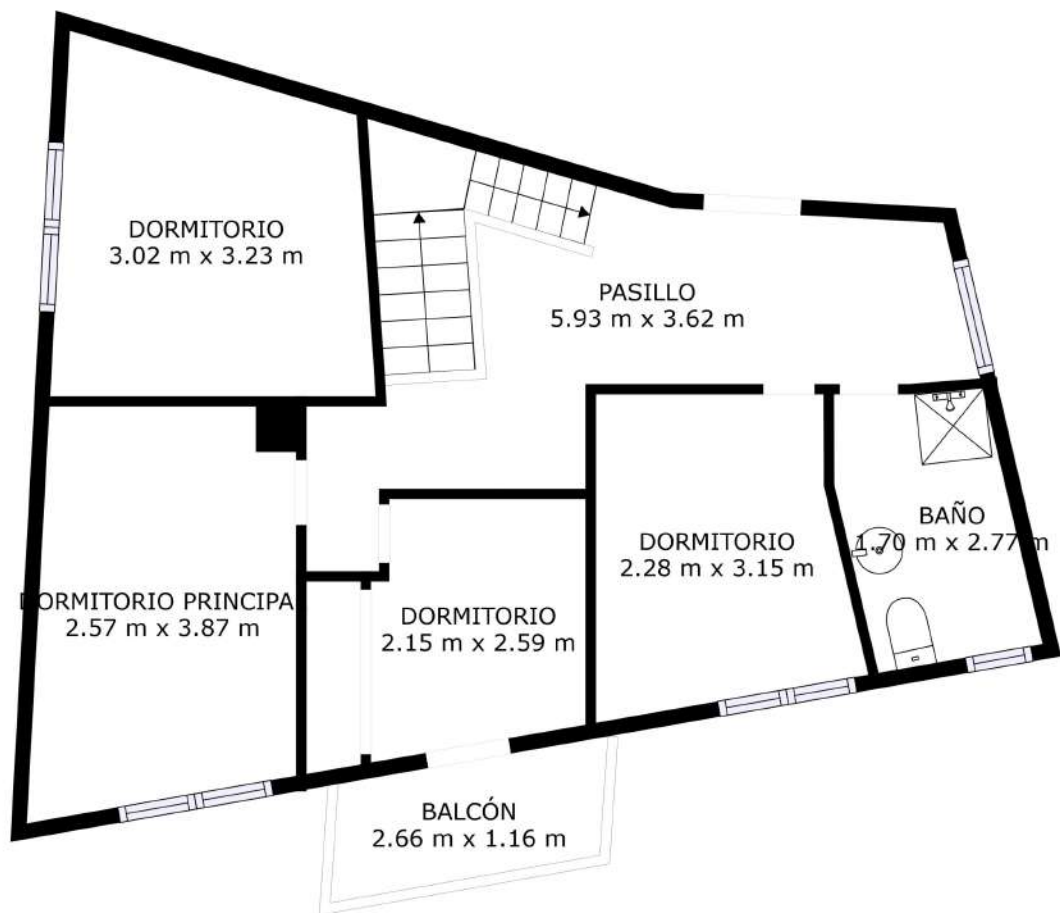 DORMITORIO
3.02 m x 3.23 m
PASILLO
5.93 m x 3.62 m
BAÑO
1.70 m x 2.77 m
DORMITORIO
2.28 m x 3.15 m
DORMITORIO PRINCIPA
2.57 m x 3.87 m
DORMITORIO
2.15 m x 2.59 m
BALCÓN
2.66 m x 1.16 m